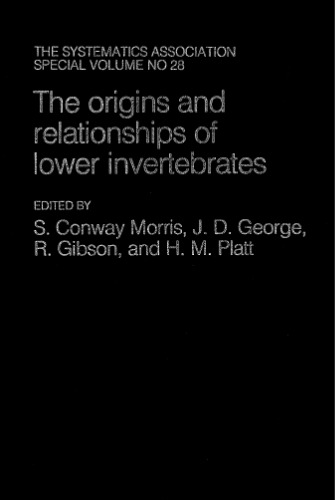 THE SYSTEMATICS ASSOCIATION
SPECIAL VOLUME NO 28
The origins and
relationships of
lower invertebrates
EDITED BY
S. Conway Morris, J. D. George,
R. Gibson, and H. M. Platt